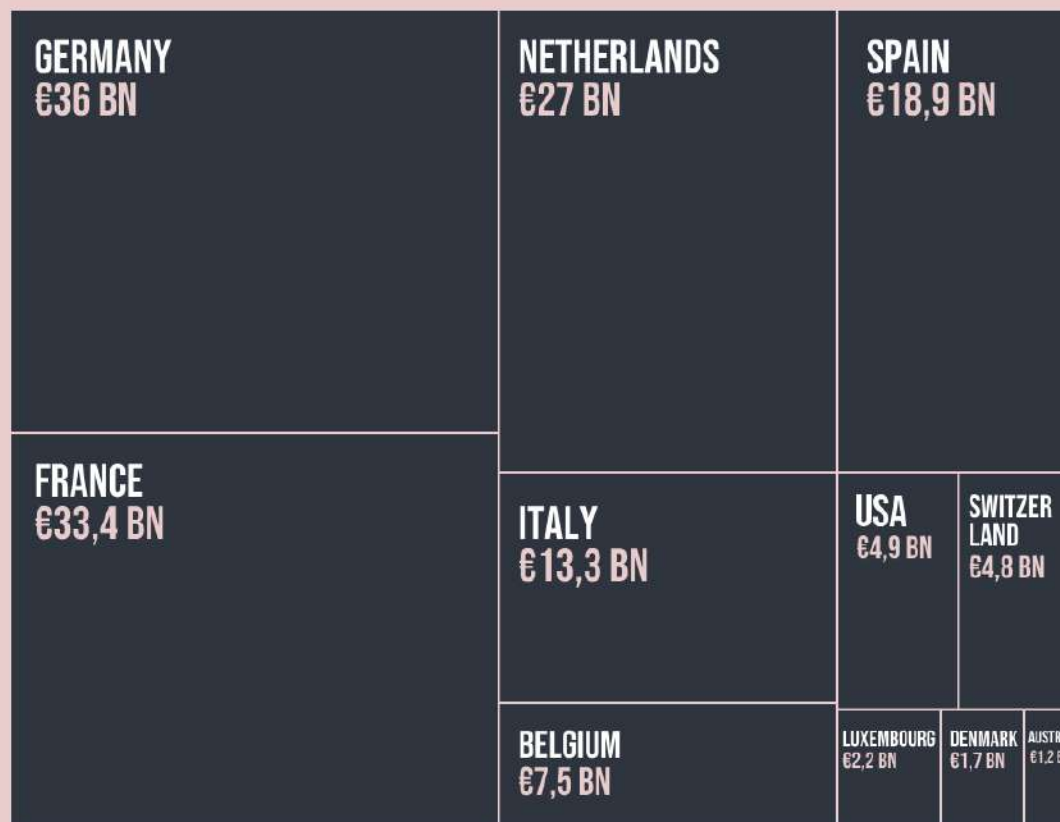 GERMANY
€36 BN
NETHERLANDS
€27 BN
SPAIN
€18,9 BN
FRANCE
€33,4 BN
ITALY
€13,3 BN
USA
€4,9 BN
SWITZER
LAND
€4,8 BN
BELGIUM
€7,5 BN
LUXEMBOURG
€2,2 BN
DENMARK
€1,7 BN
€1,2